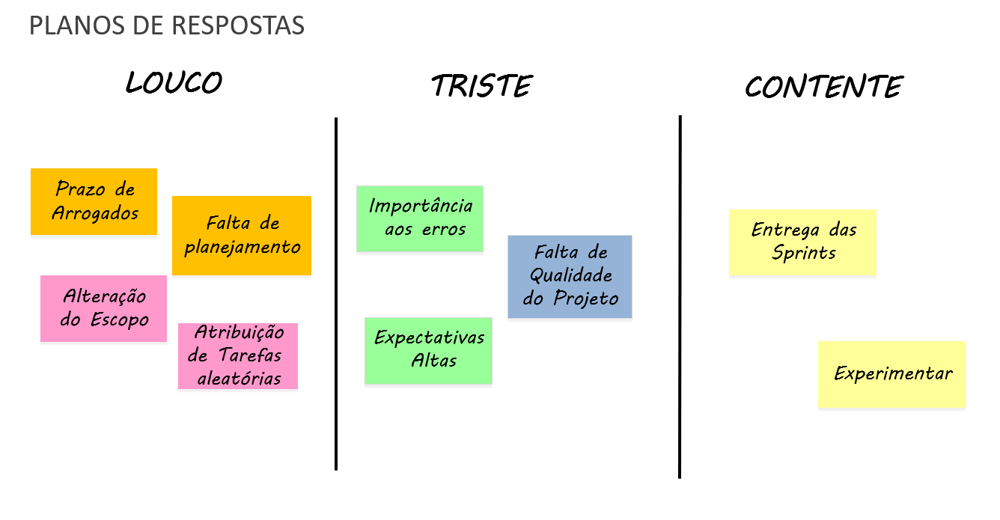 PLANOS DE RESPOSTAS
LOUCO
TRISTE
CONTENTE
Prazo de
Arrogados
Falta de
planejamento
Alteração
do Escopo
Atribuição
de Tarefas
aleatórias
Importância
aos erros
Falta de
Qualidade
do Projeto
Expectativas
Altas
Entrega das
Sprints
Experimentar